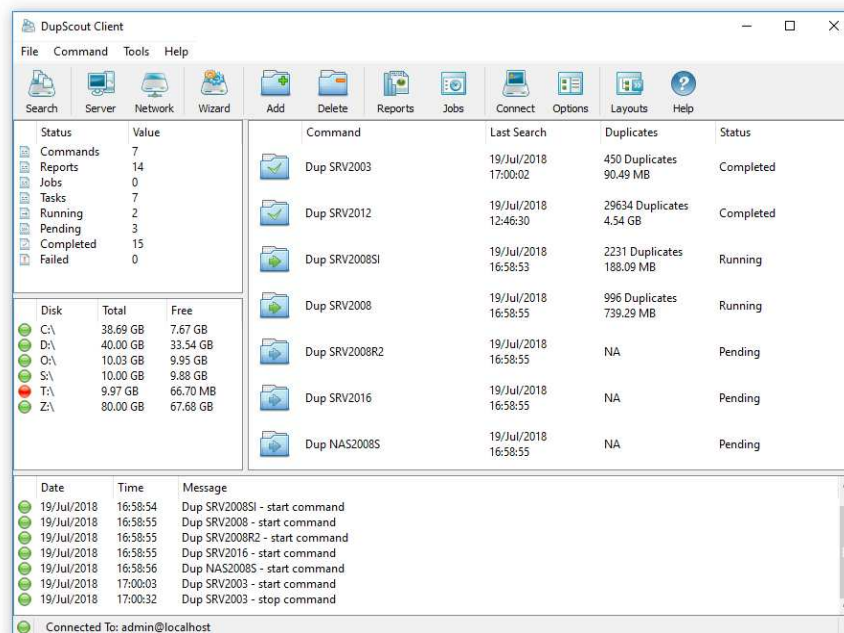 DupScout Client
File Command Tools Help
Search Server Network Wizard Add Delete Reports Jobs Connect Options Layouts Help
Status Value
Commands 7
Reports 14
Jobs 0
Tasks 7
Running 2
Pending 3
Completed 15
Failed 0
Disk Total Free
C:\ 38.69 GB 7.67 GB
D:\ 40.00 GB 33.54 GB
O:\ 10.03 GB 9.95 GB
S:\ 10.00 GB 9.88 GB
T:\ 9.97 GB 66.70 MB
Z:\ 80.00 GB 67.68 GB
Command Last Search Duplicates Status
Dup SRV2003 19/Jul/2018 17:00:02 450 Duplicates 90.49 MB Completed
Dup SRV2012 19/Jul/2018 12:46:30 29634 Duplicates 4.54 GB Completed
Dup SRV2008SI 19/Jul/2018 16:58:53 2231 Duplicates 188.09 MB Running
Dup SRV2008 19/Jul/2018 16:58:55 996 Duplicates 739.29 MB Running
Dup SRV2008R2 19/Jul/2018 16:58:55 NA Pending
Dup SRV2016 19/Jul/2018 16:58:55 NA Pending
Dup NAS2008S 19/Jul/2018 16:58:55 NA Pending
Date Time Message
19/Jul/2018 16:58:54 Dup SRV2008SI - start command
19/Jul/2018 16:58:55 Dup SRV2008 - start command
19/Jul/2018 16:58:55 Dup SRV2008R2 - start command
19/Jul/2018 16:58:55 Dup SRV2016 - start command
19/Jul/2018 16:58:56 Dup NAS2008S - start command
19/Jul/2018 17:00:03 Dup SRV2003 - start command
19/Jul/2018 17:00:32 Dup SRV2003 - stop command
Connected To: admin@localhost